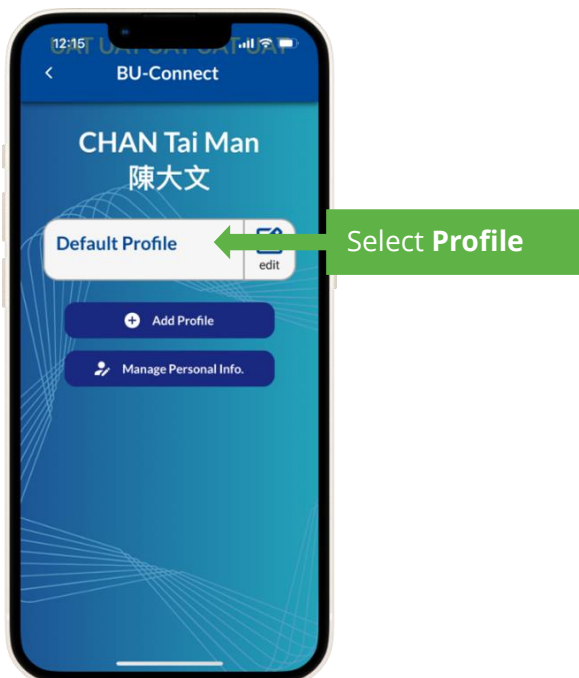 12:15
UAT UAT UAT UAT UAT
BU-Connect
CHAN Tai Man
陳大文
Default Profile
edit
Select Profile
Add Profile
Manage Personal Info.